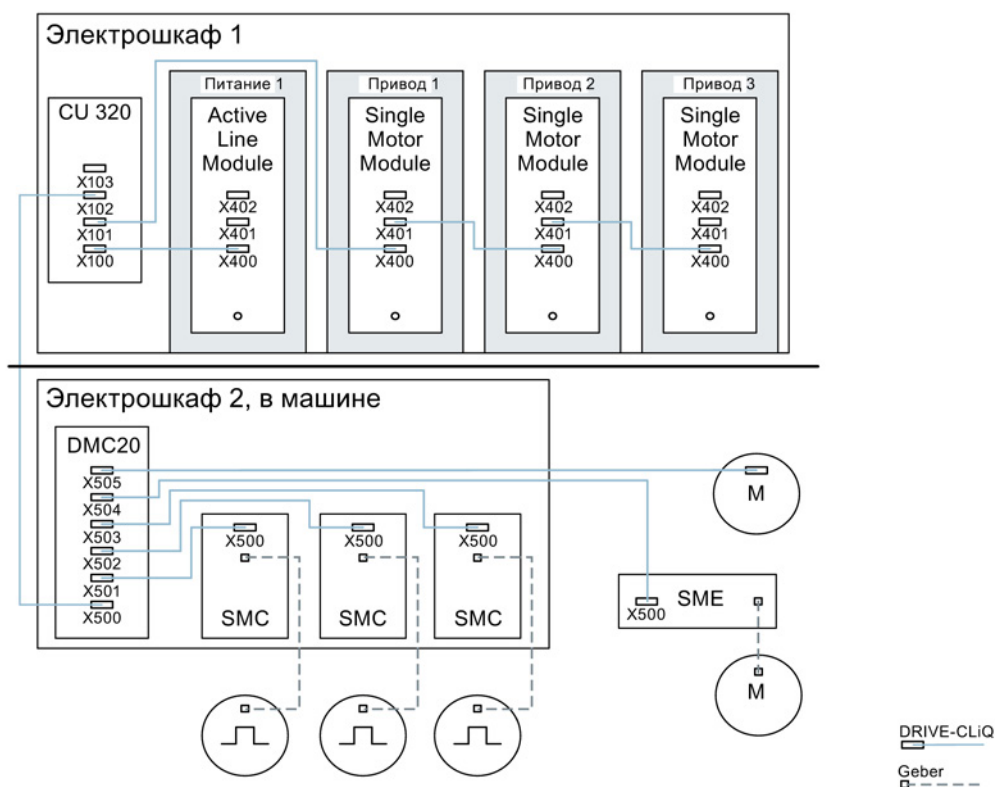 Электрошкаф 1
Питание 1
Привод 1
Привод 2
Привод 3
CU 320
X103
X102
X101
X100
Active
Line
Module
X402
X401
X400
Single
Motor
Module
X402
X401
X400
Single
Motor
Module
X402
X401
X400
Single
Motor
Module
X402
X401
X400
Электрошкаф 2, в машине
DMC20
X505
X504
X503
X502
X501
X500
X500
SMC
X500
SMC
X500
SMC
M
X500
SME
M
DRIVE-CLiQ
Geber